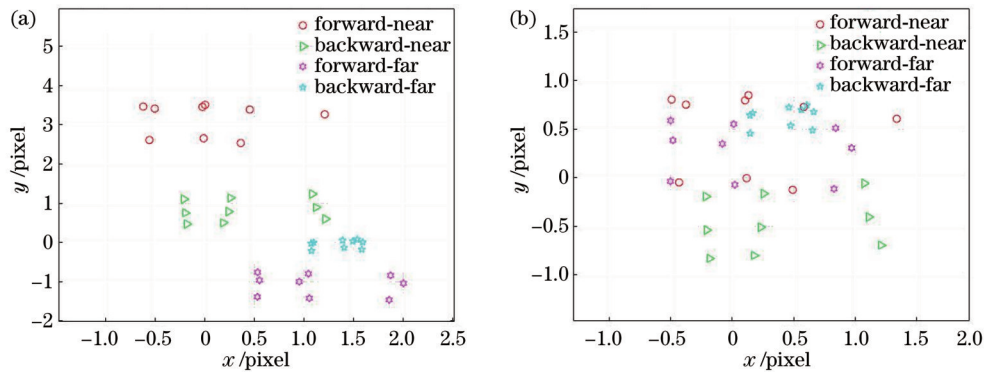 (a)
forward-near
backward-near
forward-far
backward-far
5
4
3
2
1
0
−1
−2
y /pixel
−1.0 −0.5 0 0.5 1.0 1.5 2.0 2.5
x /pixel
(b)
forward-near
backward-near
forward-far
backward-far
1.5
1.0
0.5
0
−0.5
−1.0
y /pixel
−1.0 −0.5 0 0.5 1.0 1.5 2.0
x /pixel